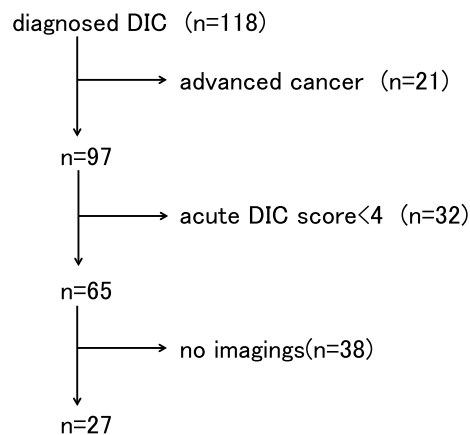 diagnosed DIC (n=118)
advanced cancer (n=21)
n=97
acute DIC score<4 (n=32)
n=65
no imagings(n=38)
n=27